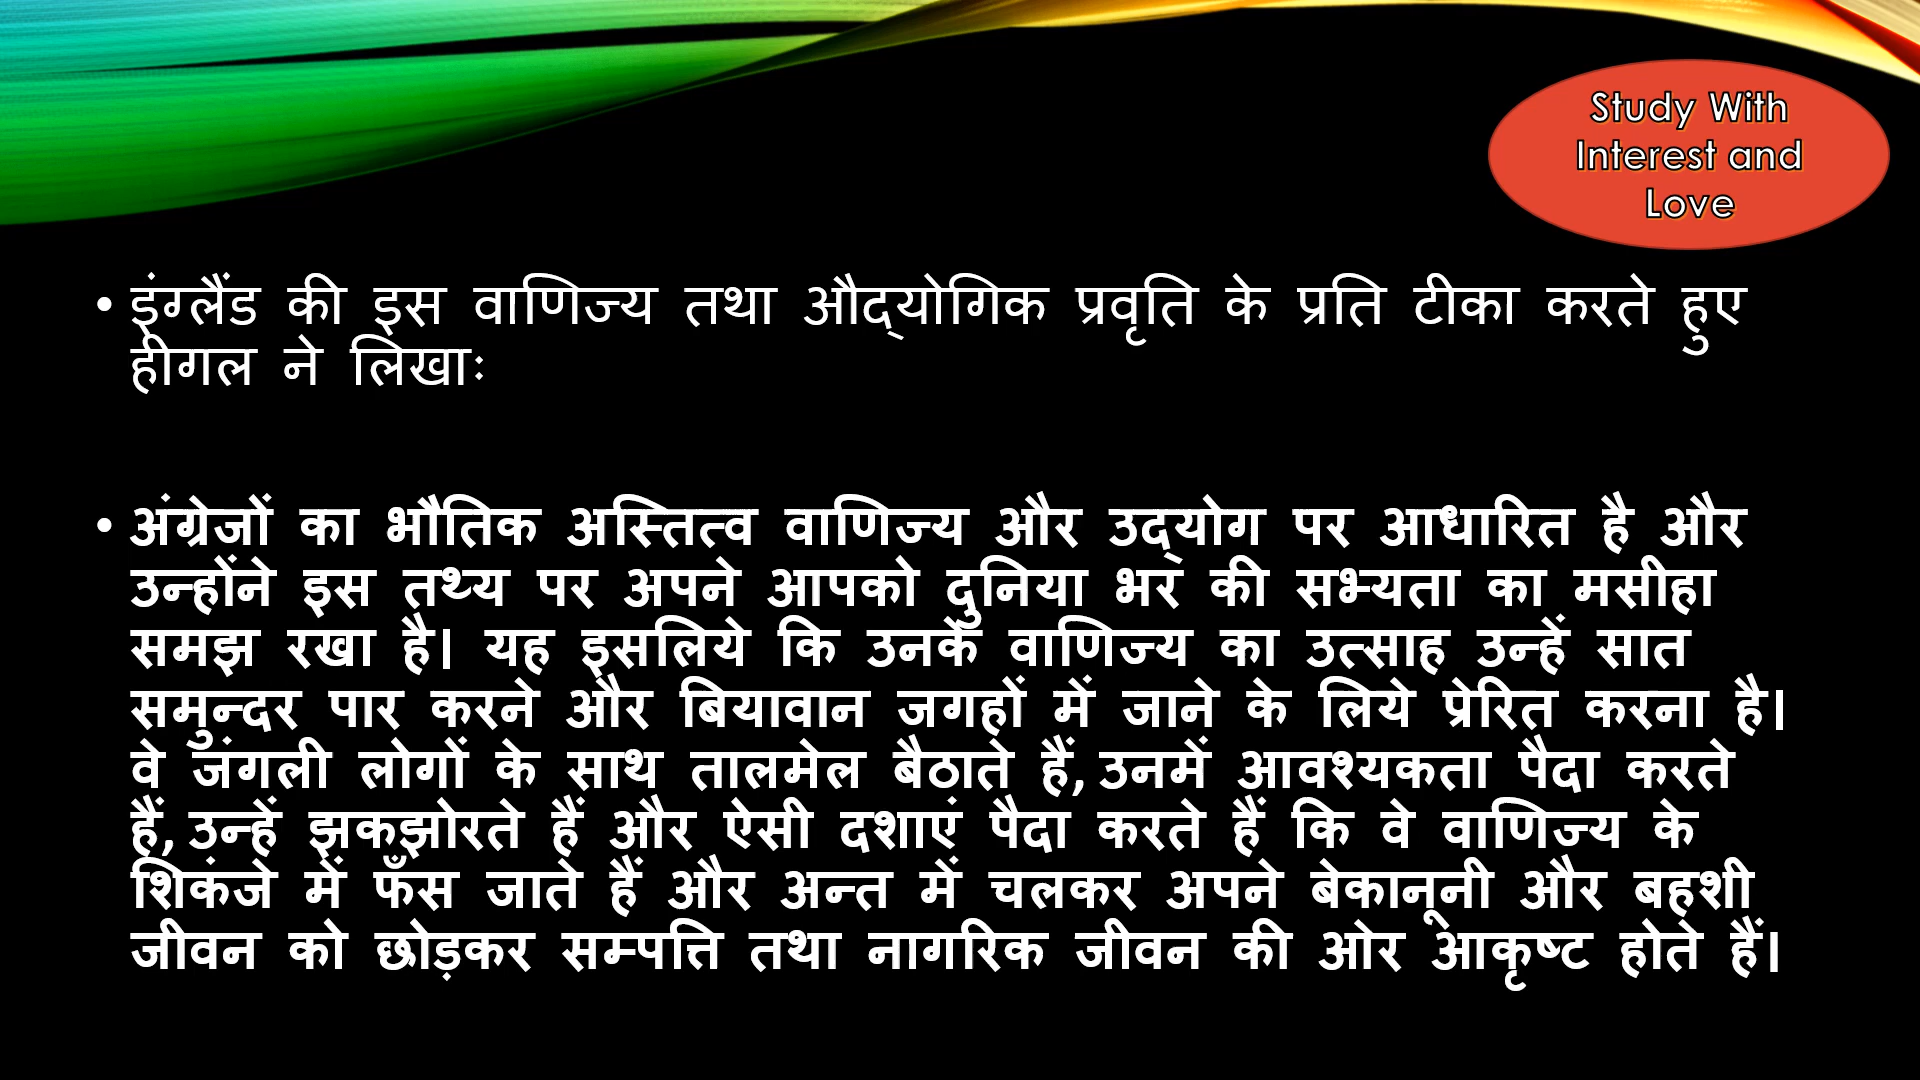 Study With
Interest and
Love
• इंग्लैंड की इस वाणिज्य तथा औद्योगिक प्रवृति के प्रति टीका करते हुए
हीगल ने लिखाः
• अंग्रेजों का भौतिक अस्तित्व वाणिज्य और उद्योग पर आधारित है और
उन्होंने इस तथ्य पर अपने आपको दुनिया भर की सभ्यता का मसीहा
समझ रखा है। यह इसलिये कि उनके वाणिज्य का उत्साह उन्हें सात
समुन्दर पार करने और बियावान जगहों में जाने के लिये प्रेरित करना है।
वे जंगली लोगों के साथ तालमेल बैठाते हैं, उनमें आवश्यकता पैदा करते
हैं, उन्हें झकझोरते हैं और ऐसी दशाएं पैदा करते हैं कि वे वाणिज्य के
शिकंजे में फँस जाते हैं और अन्त में चलकर अपने बेकानूनी और बहशी
जीवन को छोड़कर सम्पत्ति तथा नागरिक जीवन की ओर आकृष्ट होते हैं।